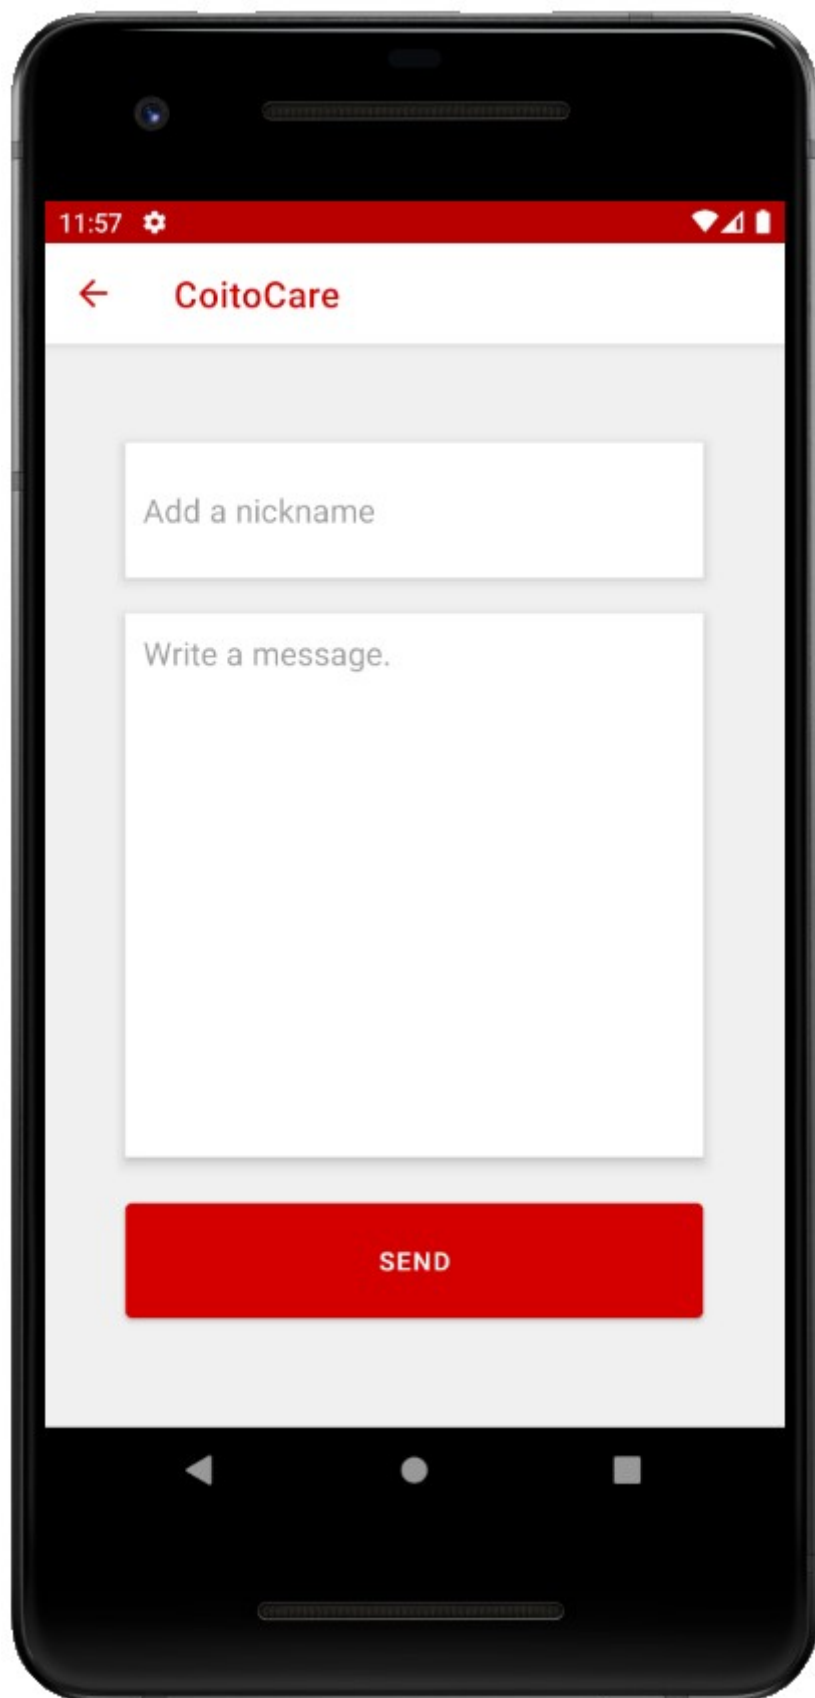 11:57
CoitoCare
Add a nickname
Write a message.
SEND